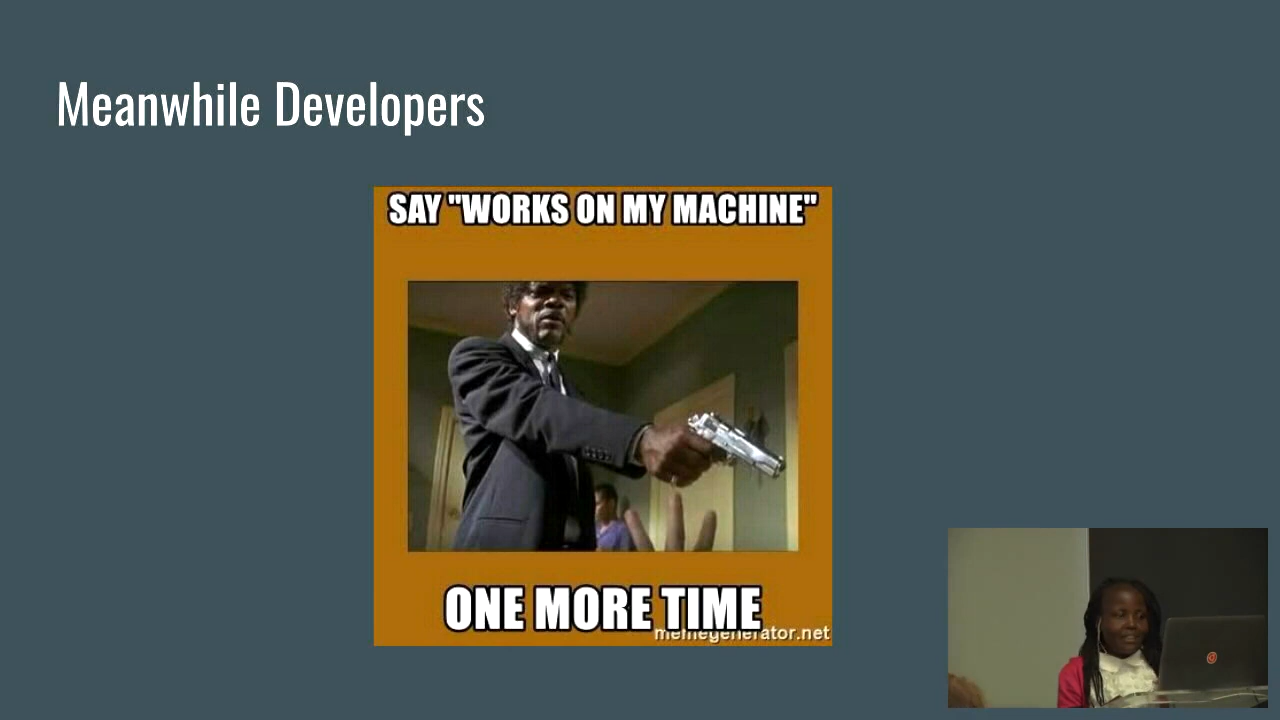 Meanwhile Developers
SAY "WORKS ON MY MACHINE"
ONE MORE TIME
memegenerator.net